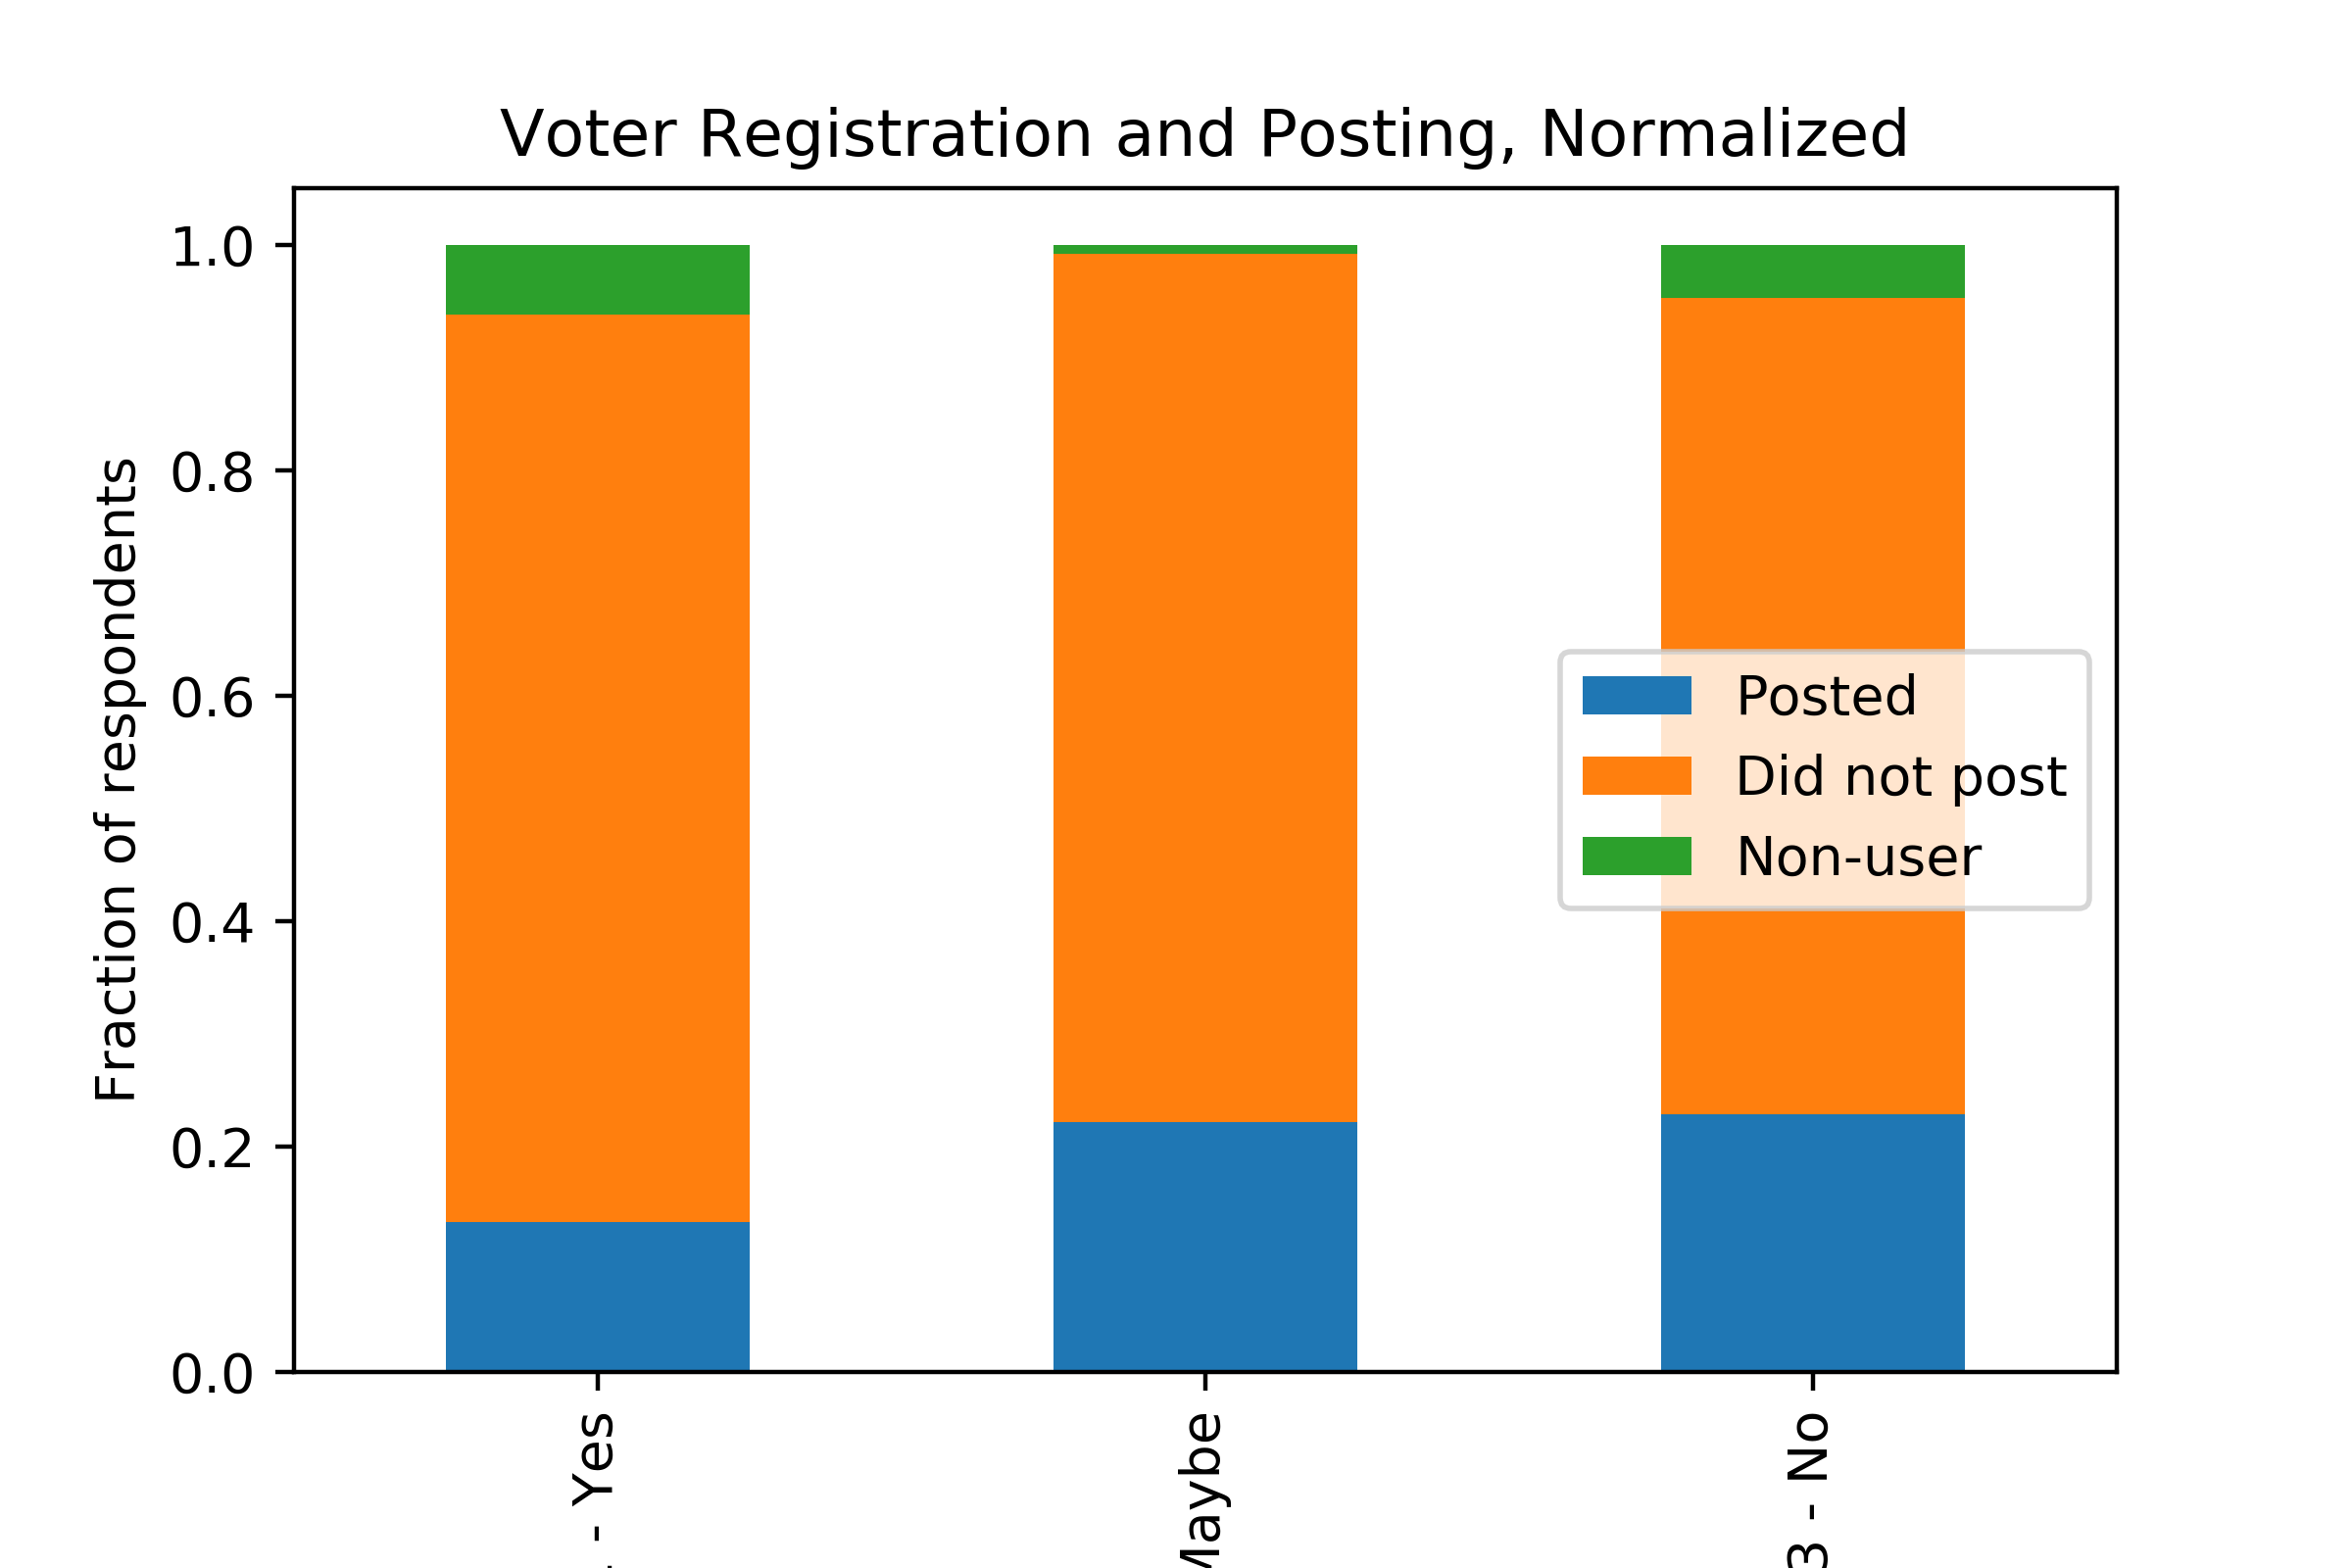 Voter Registration and Posting, Normalized
Fraction of respondents
1.0
0.8
0.6
0.4
0.2
0.0
Posted
Did not post
Non-user
- Yes
Maybe
3 - No